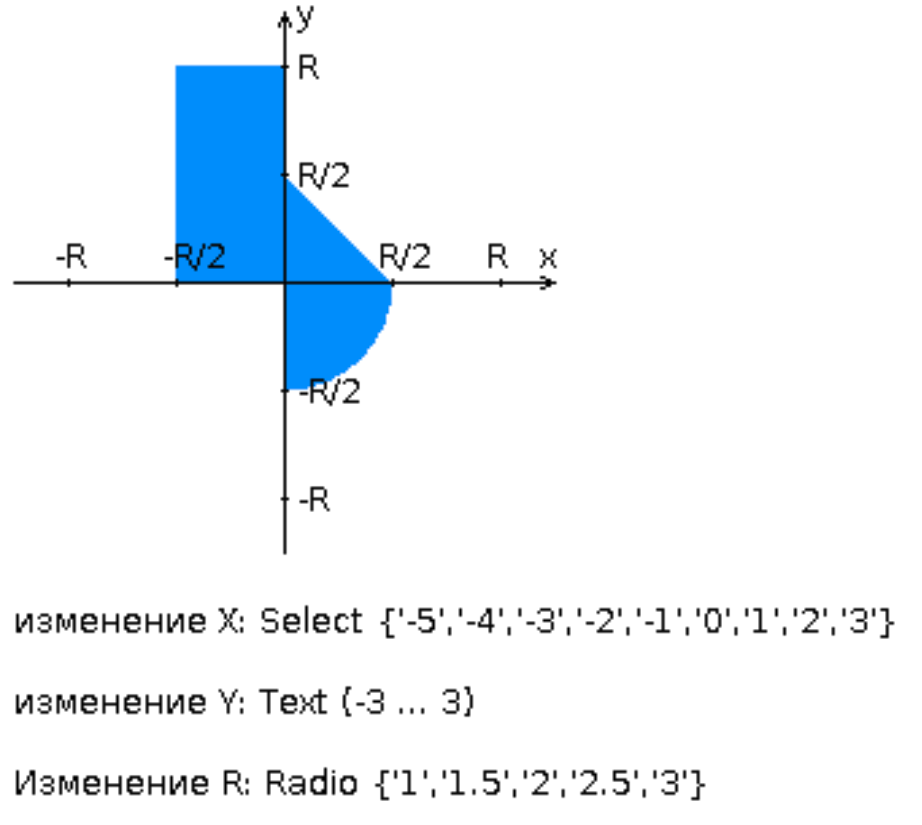 y
R
R/2
-R -R/2 R/2 R x
-R/2
-R
изменение X: Select {'-5','-4','-3','-2','-1','0','1','2','3'}
изменение Y: Text (-3 ... 3)
Изменение R: Radio {'1','1.5','2','2.5','3'}